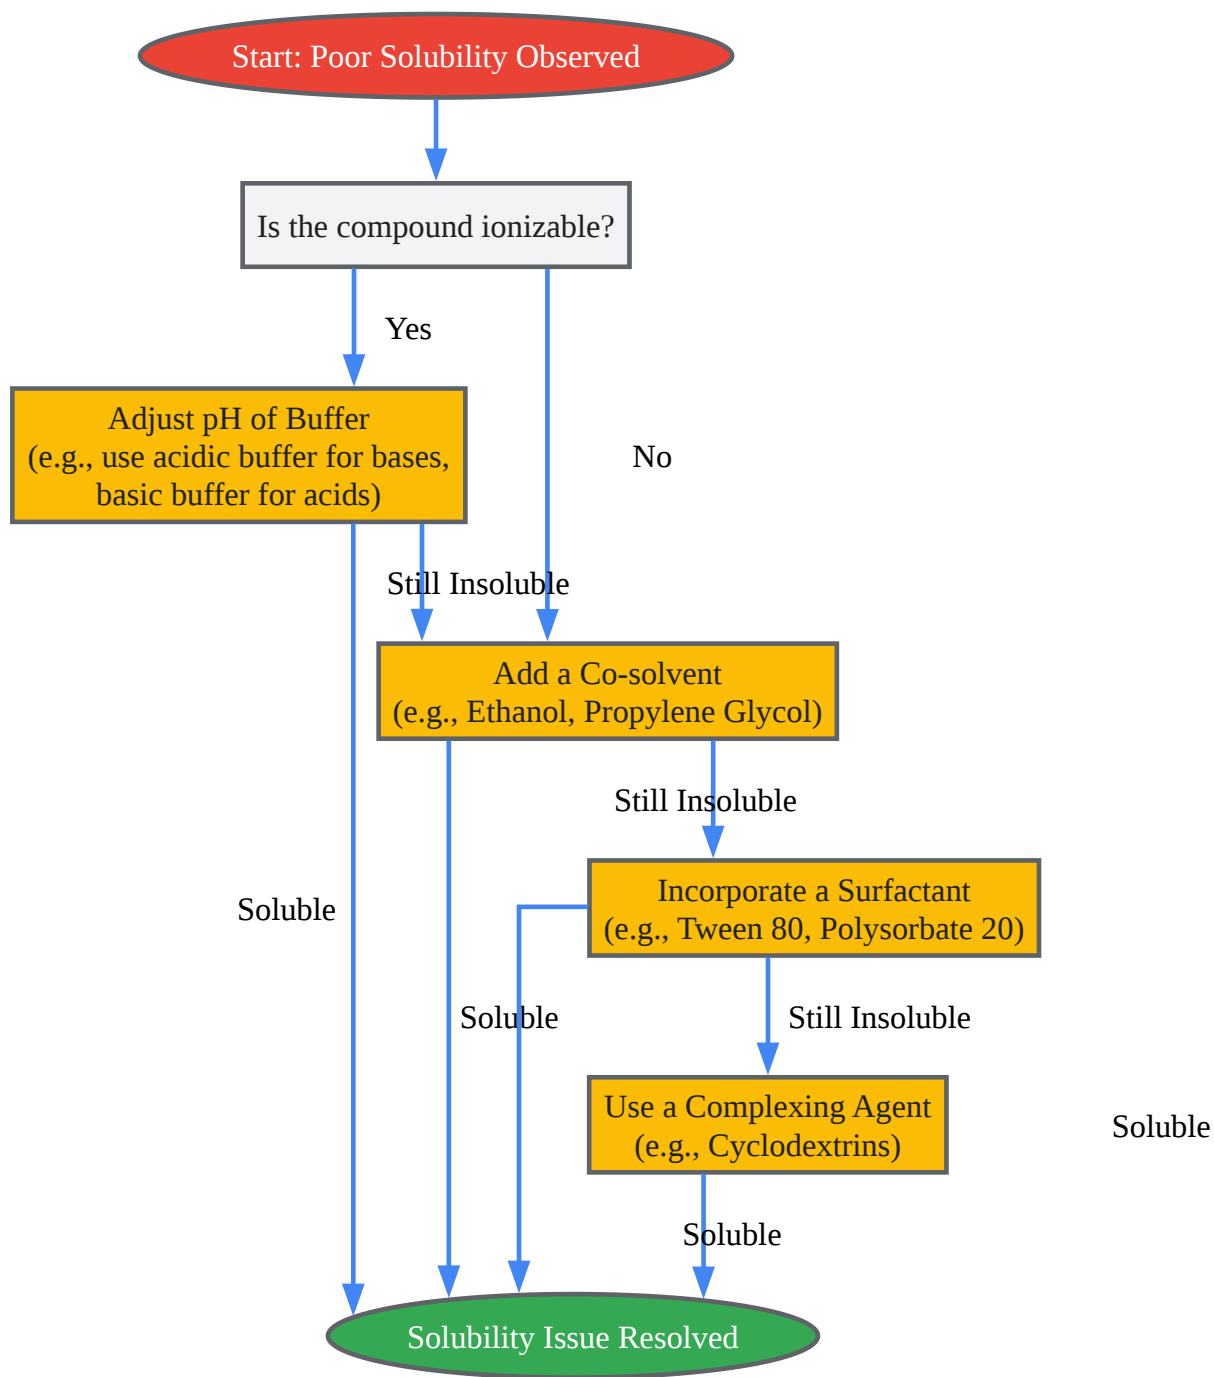 Start: Poor Solubility Observed
Is the compound ionizable?
Yes
Adjust pH of Buffer
(e.g., use acidic buffer for bases,
basic buffer for acids)
No
Still Insoluble
Add a Co-solvent
(e.g., Ethanol, Propylene Glycol)
Still Insoluble
Incorporate a Surfactant
(e.g., Tween 80, Polysorbate 20)
Soluble
Soluble
Still Insoluble
Use a Complexing Agent
(e.g., Cyclodextrins)
Soluble
Soluble
Solubility Issue Resolved